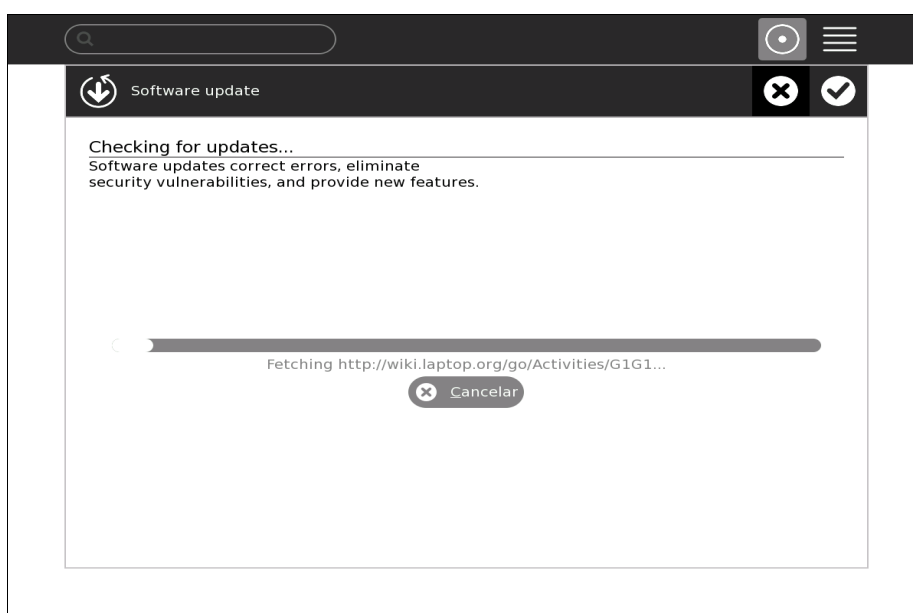 Software update
Checking for updates...
Software updates correct errors, eliminate
security vulnerabilities, and provide new features.
Fetching http://wiki.laptop.org/go/Activities/G1G1...
Cancelar